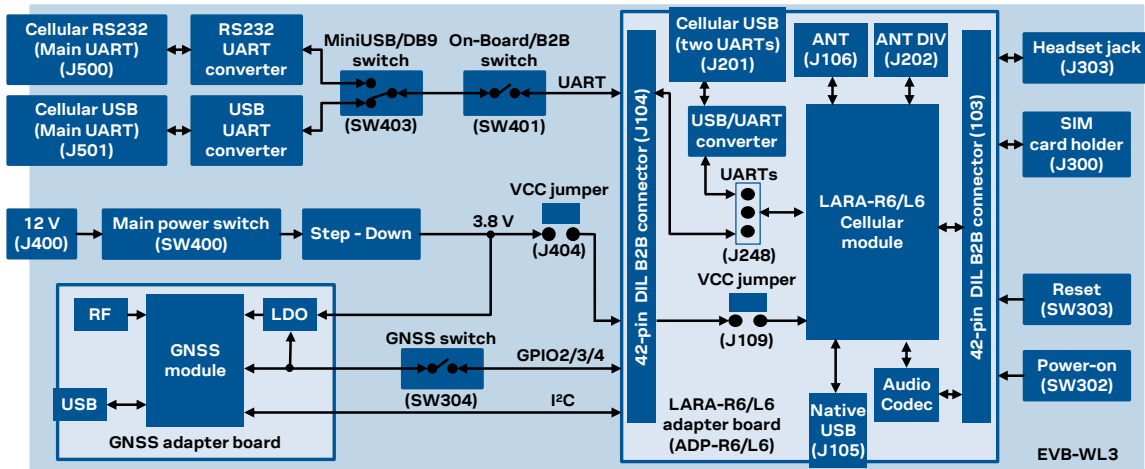 Cellular RS232
(Main UART)
(J500)
RS232
UART
converter
MiniUSB/DB9
switch
(SW403)
On-Board/B2B
switch
(SW401)
UART
Cellular USB
(Main UART)
(J501)
USB
UART
converter
12 V
(J400)
Main power switch
(SW400)
Step - Down
3.8 V
VCC jumper
(J404)
RF
LDO
GNSS
module
USB
GNSS adapter board
GNSS switch
(SW304)
GPIO2/3/4
I²C
42-pin DIL B2B connector (J104)
Cellular USB
(two UARTs)
(J201)
USB/UART
converter
UARTs
(J248)
VCC jumper
(J109)
ANT
(J106)
ANT DIV
(J202)
LARA-R6/L6
Cellular
module
Native
USB
(J105)
Audio
Codec
LARA-R6/L6
adapter board
(ADP-R6/L6)
42-pin DIL B2B connector (103)
Headset jack
(J303)
SIM
card holder
(J300)
Reset
(SW303)
Power-on
(SW302)
EVB-WL3